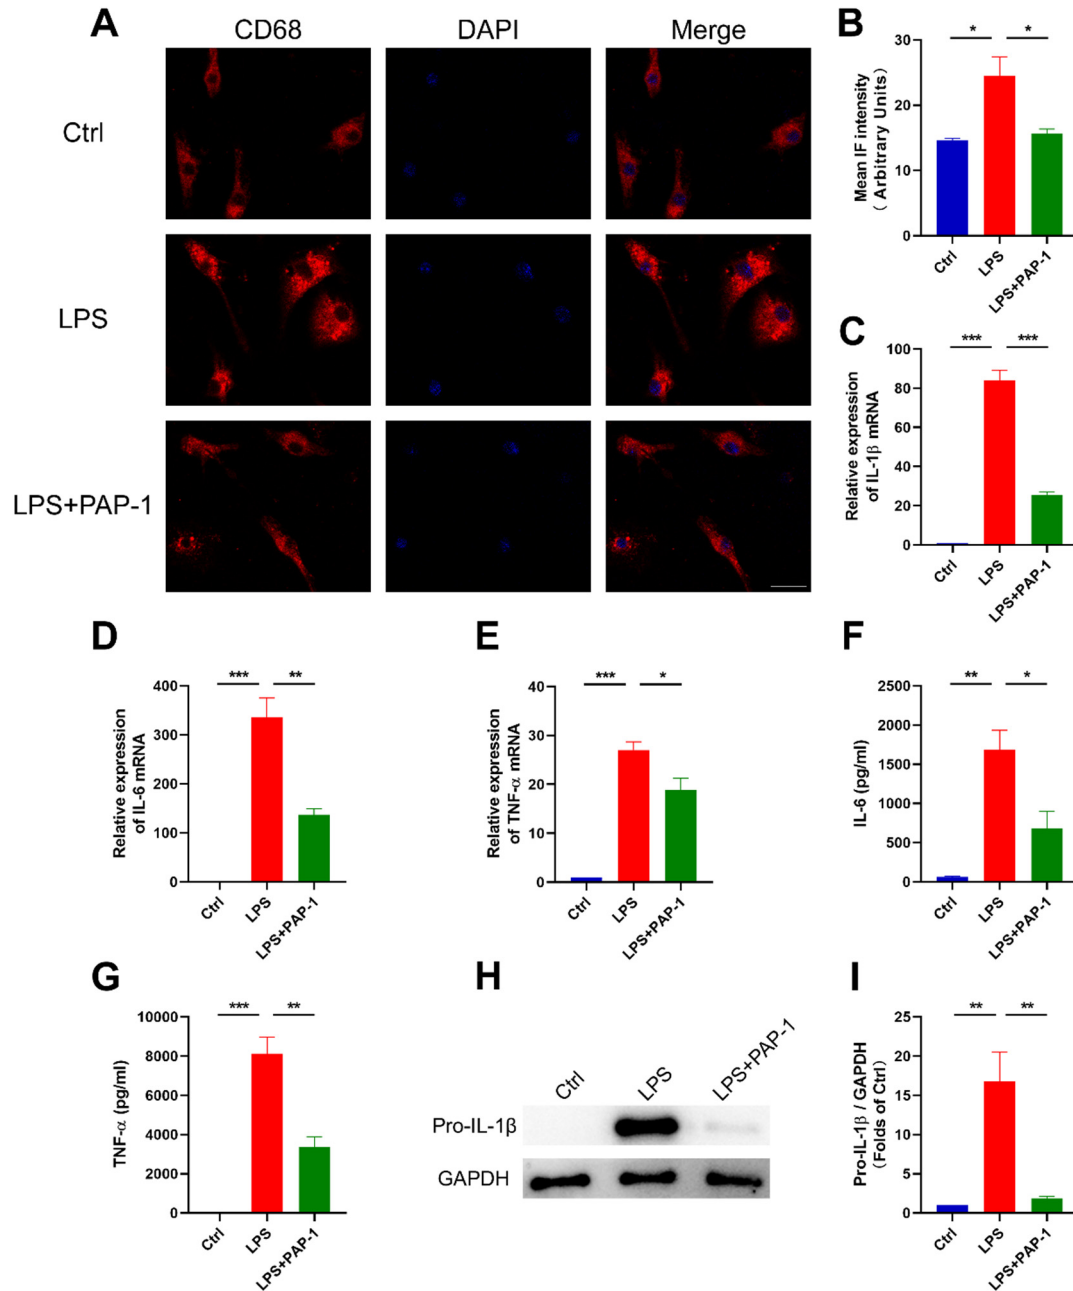 A
CD68
DAPI
Merge
Ctrl
LPS
LPS+PAP-1
B
* *
Mean IF intensity
( Arbitrary Units)
30
20
10
0
Ctrl
LPS
LPS+PAP-1
C
*** ***
Relative expression
of IL-1β mRNA
100
80
60
40
20
0
Ctrl
LPS
LPS+PAP-1
D
*** **
Relative expression
of IL-6 mRNA
400
300
200
100
0
Ctrl
LPS
LPS+PAP-1
E
*** *
Relative expression
of TNF-α mRNA
40
30
20
10
0
Ctrl
LPS
LPS+PAP-1
F
** *
IL-6 (pg/ml)
2500
2000
1500
1000
500
0
Ctrl
LPS
LPS+PAP-1
G
*** **
TNF-α (pg/ml)
10000
8000
6000
4000
2000
0
Ctrl
LPS
LPS+PAP-1
H
Ctrl
LPS
LPS+PAP-1
Pro-IL-1β
GAPDH
I
** **
Pro-IL-1β / GAPDH
(Folds of Ctrl)
25
20
15
10
5
0
Ctrl
LPS
LPS+PAP-1